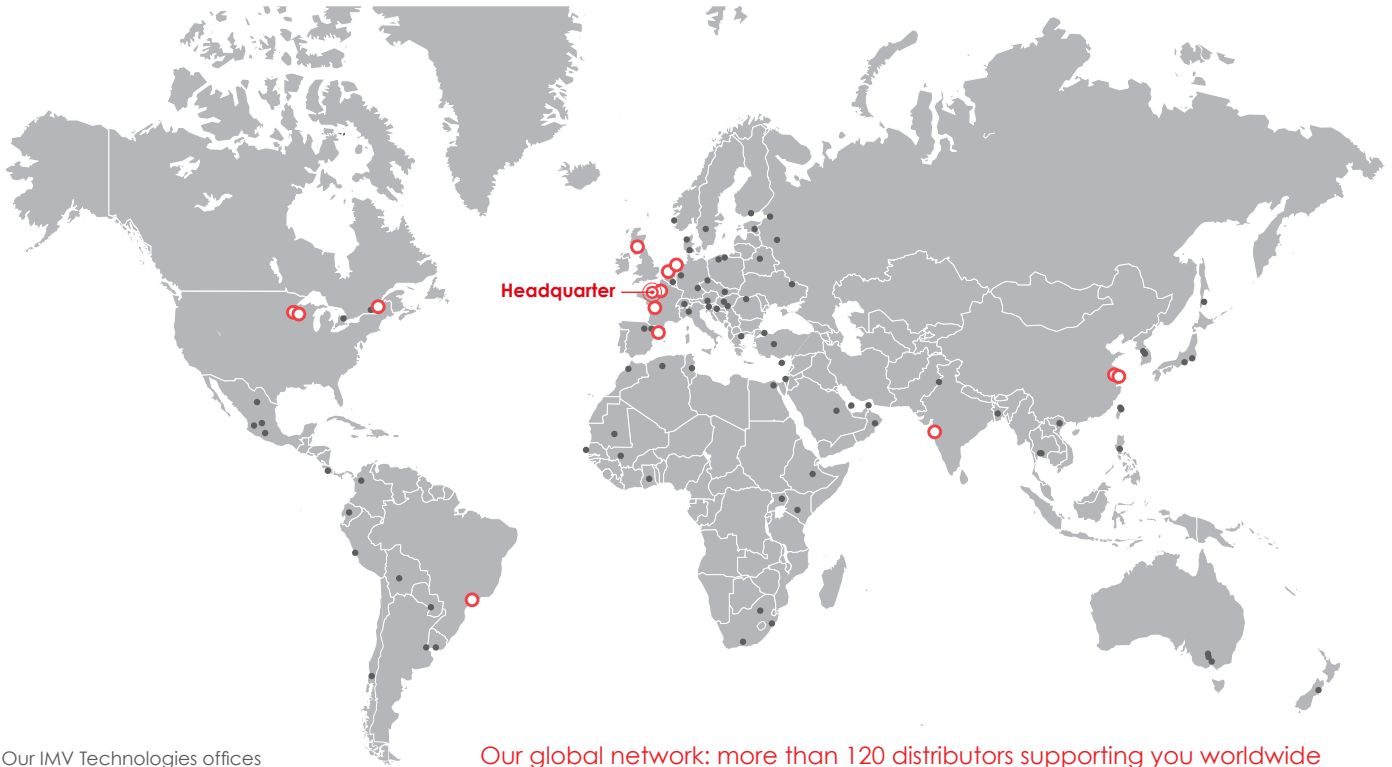 Headquarter
Our IMV Technologies offices
Our global network: more than 120 distributors supporting you worldwide